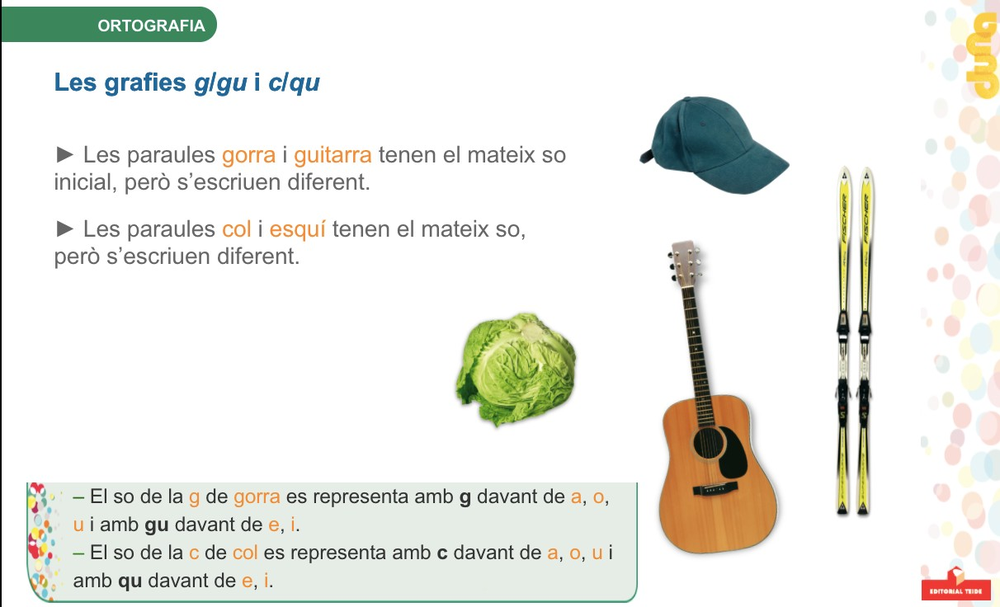 ORTOGRAFIA
Les grafies g/gu i c/qu
► Les paraules gorra i guitarra tenen el mateix so
inicial, però s’escriuen diferent.
► Les paraules col i esquí tenen el mateix so,
però s’escriuen diferent.
– El so de la g de gorra es representa amb g davant de a, o,
u i amb gu davant de e, i.
– El so de la c de col es representa amb c davant de a, o, u i
amb qu davant de e, i.
FISCHER
FISCHER
duna
EDITORIAL TEIDE